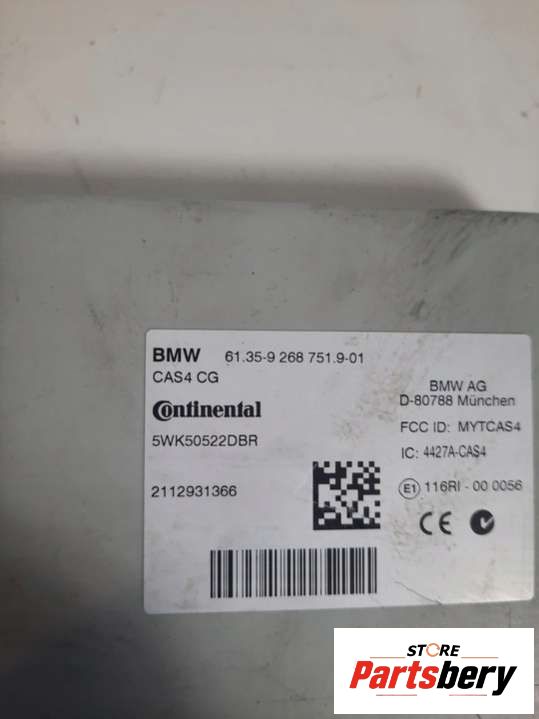 BMW 61.35-9 268 751.9-01
CAS4 CG
Continental
5WK50522DBR
2112931366
BMW AG
D-80788 München
FCC ID: MYTCAS4
IC: 4427A-CAS4
E1 116RI - 00 0056
CE
STORE
Partsbery